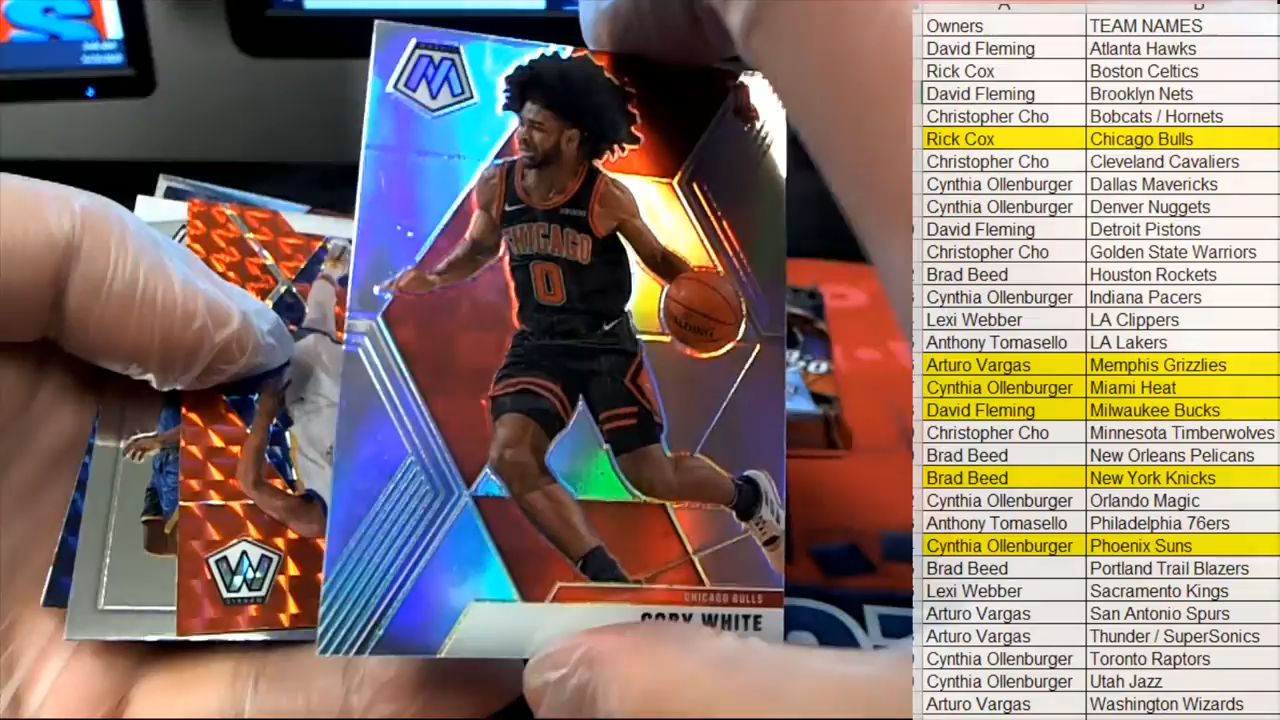 CHICAGO
0
SPALDING
CHICAGO BULLS
COBY WHITE
Owners TEAM NAMES
David Fleming Atlanta Hawks
Rick Cox Boston Celtics
David Fleming Brooklyn Nets
Christopher Cho Bobcats / Hornets
Rick Cox Chicago Bulls
Christopher Cho Cleveland Cavaliers
Cynthia Ollenburger Dallas Mavericks
Cynthia Ollenburger Denver Nuggets
David Fleming Detroit Pistons
Christopher Cho Golden State Warriors
Brad Beed Houston Rockets
Cynthia Ollenburger Indiana Pacers
Lexi Webber LA Clippers
Anthony Tomasello LA Lakers
Arturo Vargas Memphis Grizzlies
Cynthia Ollenburger Miami Heat
David Fleming Milwaukee Bucks
Christopher Cho Minnesota Timberwolves
Brad Beed New Orleans Pelicans
Brad Beed New York Knicks
Cynthia Ollenburger Orlando Magic
Anthony Tomasello Philadelphia 76ers
Cynthia Ollenburger Phoenix Suns
Brad Beed Portland Trail Blazers
Lexi Webber Sacramento Kings
Arturo Vargas San Antonio Spurs
Arturo Vargas Thunder / SuperSonics
Cynthia Ollenburger Toronto Raptors
Cynthia Ollenburger Utah Jazz
Arturo Vargas Washington Wizards